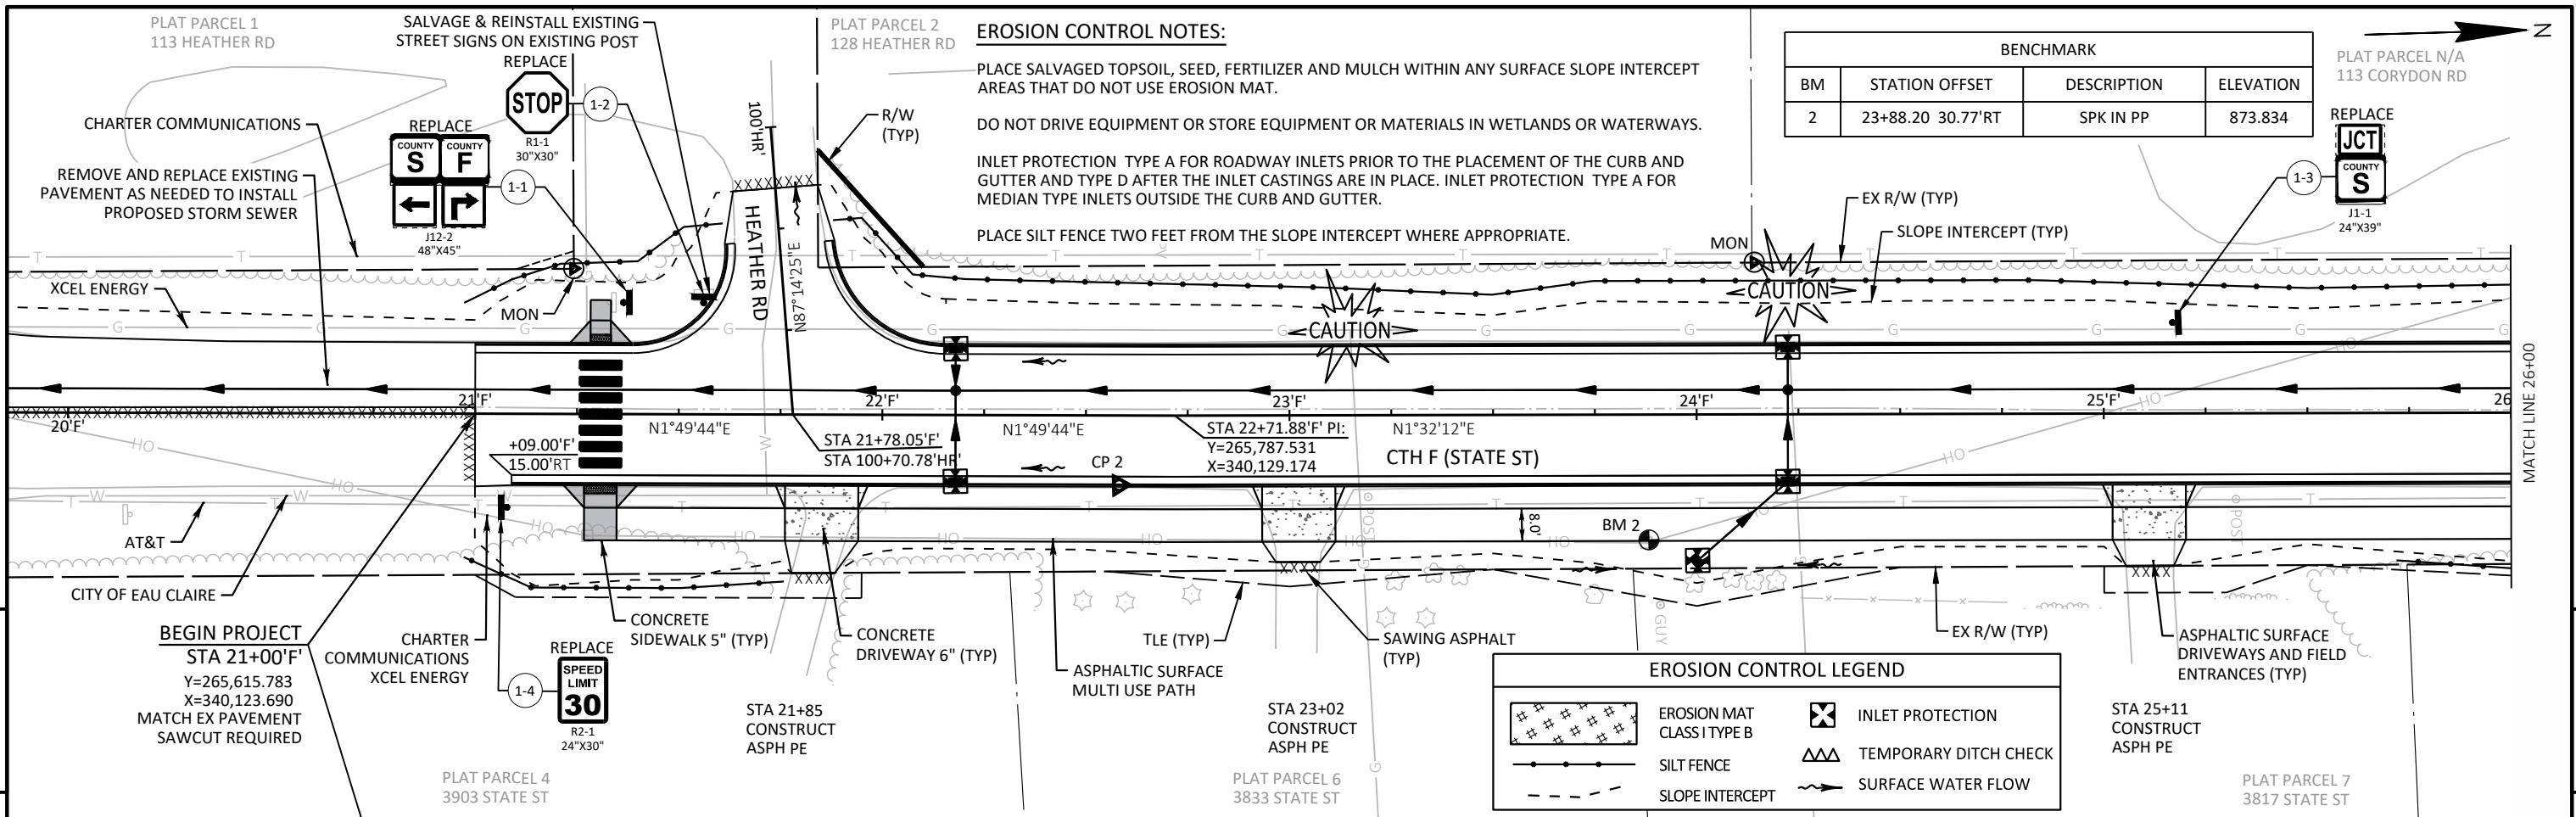 PLAT PARCEL 1
113 HEATHER RD
SALVAGE & REINSTALL EXISTING
STREET SIGNS ON EXISTING POST
REPLACE
STOP
R1-1
30"X30"
1-2
PLAT PARCEL 2
128 HEATHER RD
R/W
(TYP)
EROSION CONTROL NOTES:
PLACE SALVAGED TOPSOIL, SEED, FERTILIZER AND MULCH WITHIN ANY SURFACE SLOPE INTERCEPT
AREAS THAT DO NOT USE EROSION MAT.
DO NOT DRIVE EQUIPMENT OR STORE EQUIPMENT OR MATERIALS IN WETLANDS OR WATERWAYS.
INLET PROTECTION TYPE A FOR ROADWAY INLETS PRIOR TO THE PLACEMENT OF THE CURB AND
GUTTER AND TYPE D AFTER THE INLET CASTINGS ARE IN PLACE. INLET PROTECTION TYPE A FOR
MEDIAN TYPE INLETS OUTSIDE THE CURB AND GUTTER.
PLACE SILT FENCE TWO FEET FROM THE SLOPE INTERCEPT WHERE APPROPRIATE.
BENCHMARK
BM STATION OFFSET DESCRIPTION ELEVATION
2 23+88.20 30.77'RT SPK IN PP 873.834
N
PLAT PARCEL N/A
113 CORYDON RD
REPLACE
JCT
COUNTY
S
J1-1
24"X39"
1-3
CHARTER COMMUNICATIONS
REPLACE
COUNTY
S
COUNTY
F
J12-2
48"X45"
1-1
REMOVE AND REPLACE EXISTING
PAVEMENT AS NEEDED TO INSTALL
PROPOSED STORM SEWER
XCEL ENERGY
MON
100'HR'
HEATHER RD
N87°14'25"E
MON
EX R/W (TYP)
SLOPE INTERCEPT (TYP)
CAUTION
CAUTION
20'F'
21'F'
22'F'
23'F'
24'F'
25'F'
26
MATCH LINE 26+00
+09.00'F'
15.00'RT
N1°49'44"E
STA 21+78.05'F'
STA 100+70.78'HR'
N1°49'44"E
CP 2
STA 22+71.88'F' PI:
Y=265,787.531
X=340,129.174
N1°32'12"E
CTH F (STATE ST)
8.0'
BM 2
POST
POST
GUY
AT&T
CITY OF EAU CLAIRE
BEGIN PROJECT
STA 21+00'F'
Y=265,615.783
X=340,123.690
MATCH EX PAVEMENT
SAWCUT REQUIRED
CHARTER
COMMUNICATIONS
XCEL ENERGY
1-4
REPLACE
SPEED
LIMIT
30
R2-1
24"X30"
CONCRETE
SIDEWALK 5" (TYP)
CONCRETE
DRIVEWAY 6" (TYP)
ASPHALTIC SURFACE
MULTI USE PATH
TLE (TYP)
SAWING ASPHALT
(TYP)
EX R/W (TYP)
ASPHALTIC SURFACE
DRIVEWAYS AND FIELD
ENTRANCES (TYP)
STA 21+85
CONSTRUCT
ASPH PE
STA 23+02
CONSTRUCT
ASPH PE
STA 25+11
CONSTRUCT
ASPH PE
PLAT PARCEL 4
3903 STATE ST
PLAT PARCEL 6
3833 STATE ST
PLAT PARCEL 7
3817 STATE ST
EROSION CONTROL LEGEND
EROSION MAT
CLASS I TYPE B
SILT FENCE
SLOPE INTERCEPT
INLET PROTECTION
TEMPORARY DITCH CHECK
SURFACE WATER FLOW